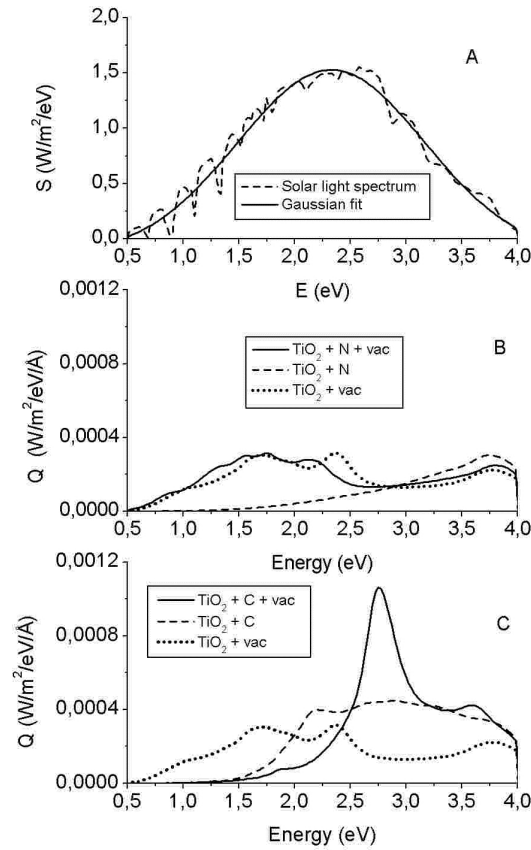 A
S (W/m²/eV)
2,0
1,5
1,0
0,5
0,0
Solar light spectrum
Gaussian fit
0,5 1,0 1,5 2,0 2,5 3,0 3,5 4,0
E (eV)
B
Q (W/m²/eV/Å)
0,0012
0,0008
0,0004
0,0000
TiO₂ + N + vac
TiO₂ + N
TiO₂ + vac
0,5 1,0 1,5 2,0 2,5 3,0 3,5 4,0
Energy (eV)
C
Q (W/m²/eV/Å)
0,0012
0,0008
0,0004
0,0000
TiO₂ + C + vac
TiO₂ + C
TiO₂ + vac
0,5 1,0 1,5 2,0 2,5 3,0 3,5 4,0
Energy (eV)